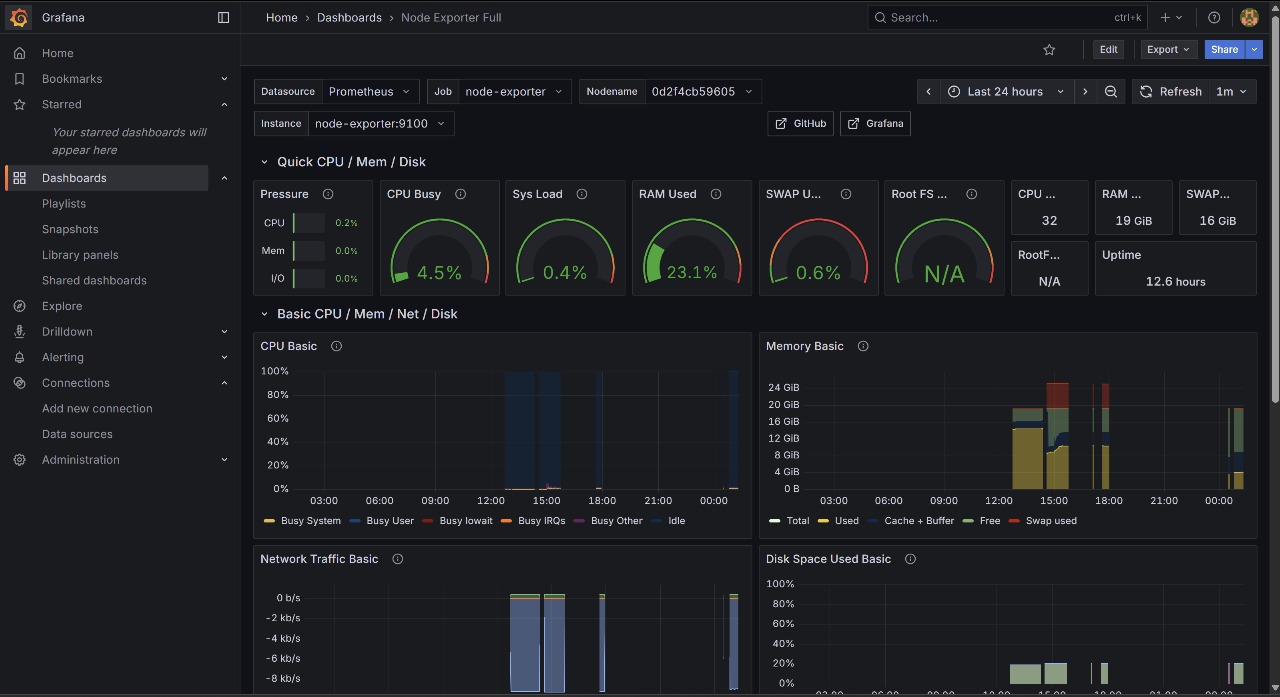 Grafana
Home › Dashboards › Node Exporter Full
Search...
ctrl+k
Home
Bookmarks
Starred
Your starred dashboards will
appear here
Dashboards
Playlists
Snapshots
Library panels
Shared dashboards
Explore
Drilldown
Alerting
Connections
Add new connection
Data sources
Administration
Edit
Export
Share
Datasource Prometheus
Job node-exporter
Nodename 0d2f4cb59605
Last 24 hours
Refresh 1m
Instance node-exporter:9100
GitHub
Grafana
Quick CPU / Mem / Disk
Pressure
CPU 0.2%
Mem 0.0%
I/O 0.0%
CPU Busy
4.5%
Sys Load
0.4%
RAM Used
23.1%
SWAP U...
0.6%
Root FS ...
N/A
CPU ...
32
RAM ...
19 GiB
SWAP...
16 GiB
RootF...
N/A
Uptime
12.6 hours
Basic CPU / Mem / Net / Disk
CPU Basic
100%
80%
60%
40%
20%
0%
03:00 06:00 09:00 12:00 15:00 18:00 21:00 00:00
Busy System Busy User Busy Iowait Busy IRQs Busy Other Idle
Memory Basic
24 GiB
20 GiB
16 GiB
12 GiB
8 GiB
4 GiB
0 B
03:00 06:00 09:00 12:00 15:00 18:00 21:00 00:00
Total Used Cache + Buffer Free Swap used
Network Traffic Basic
0 b/s
-2 kb/s
-4 kb/s
-6 kb/s
-8 kb/s
Disk Space Used Basic
100%
80%
60%
40%
20%
0%